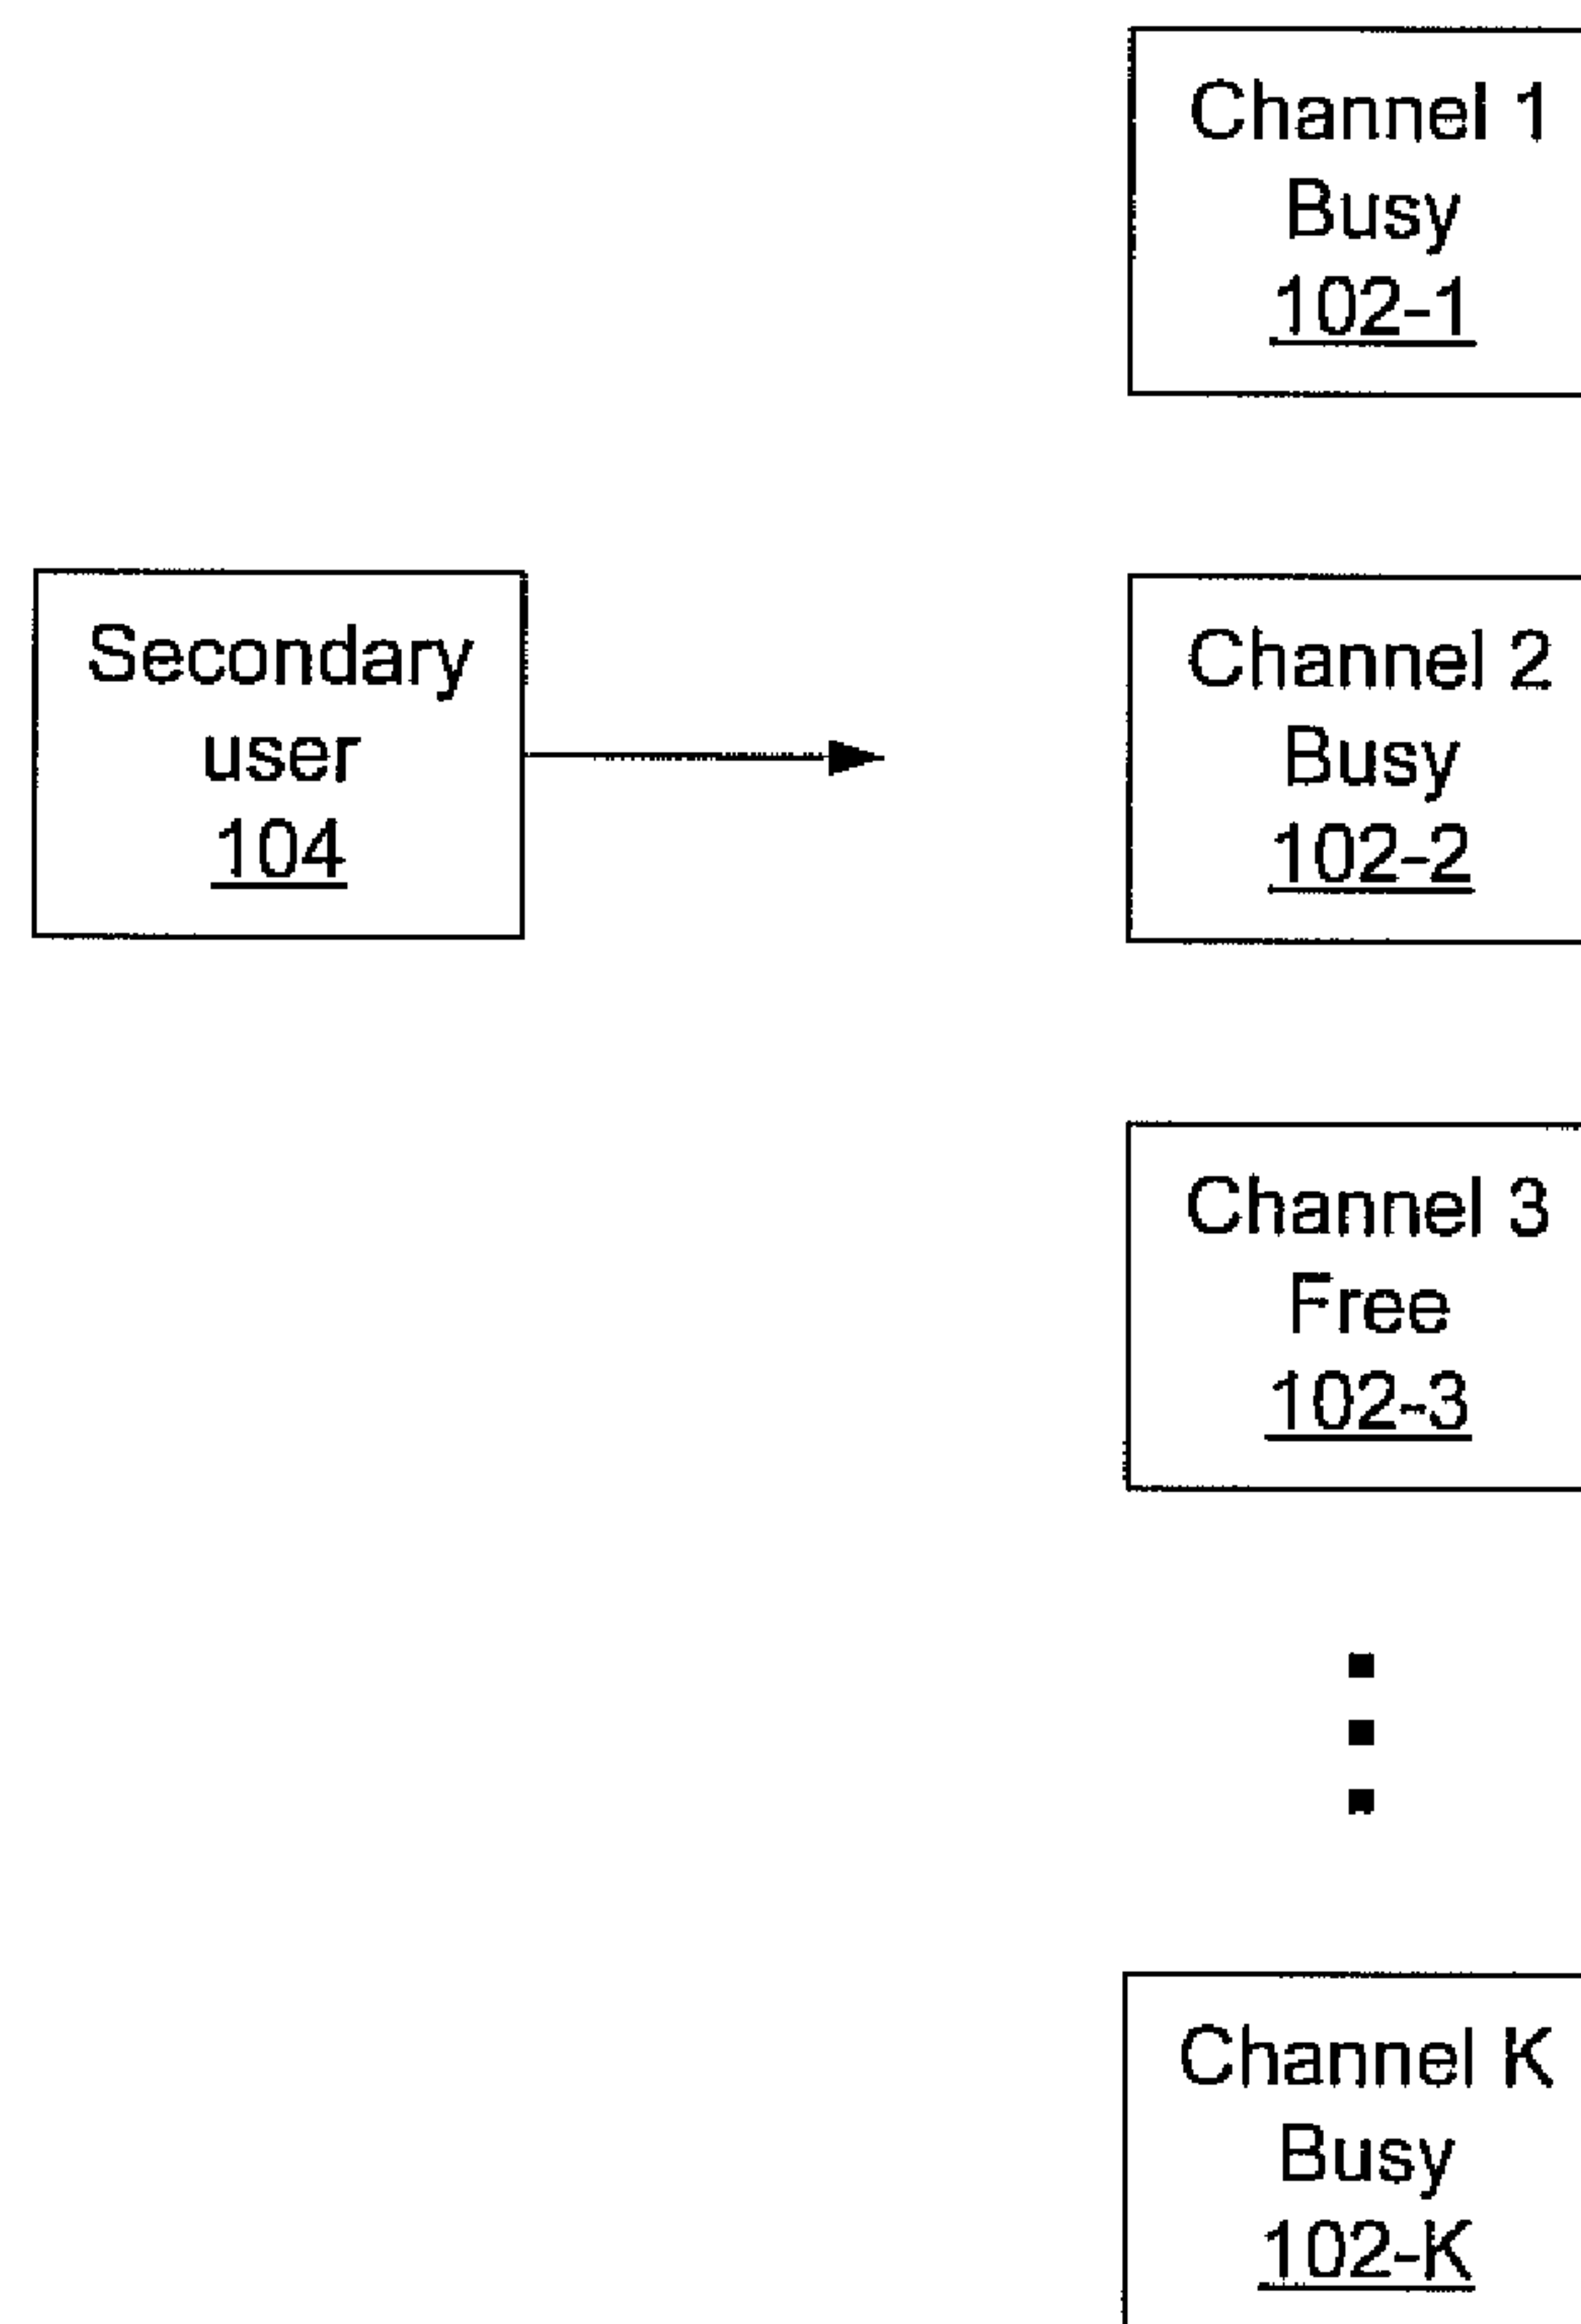 Channel 1
Busy
102-1
Secondary
user
104
Channel 2
Busy
102-2
Channel 3
Free
102-3
Channel K
Busy
102-K